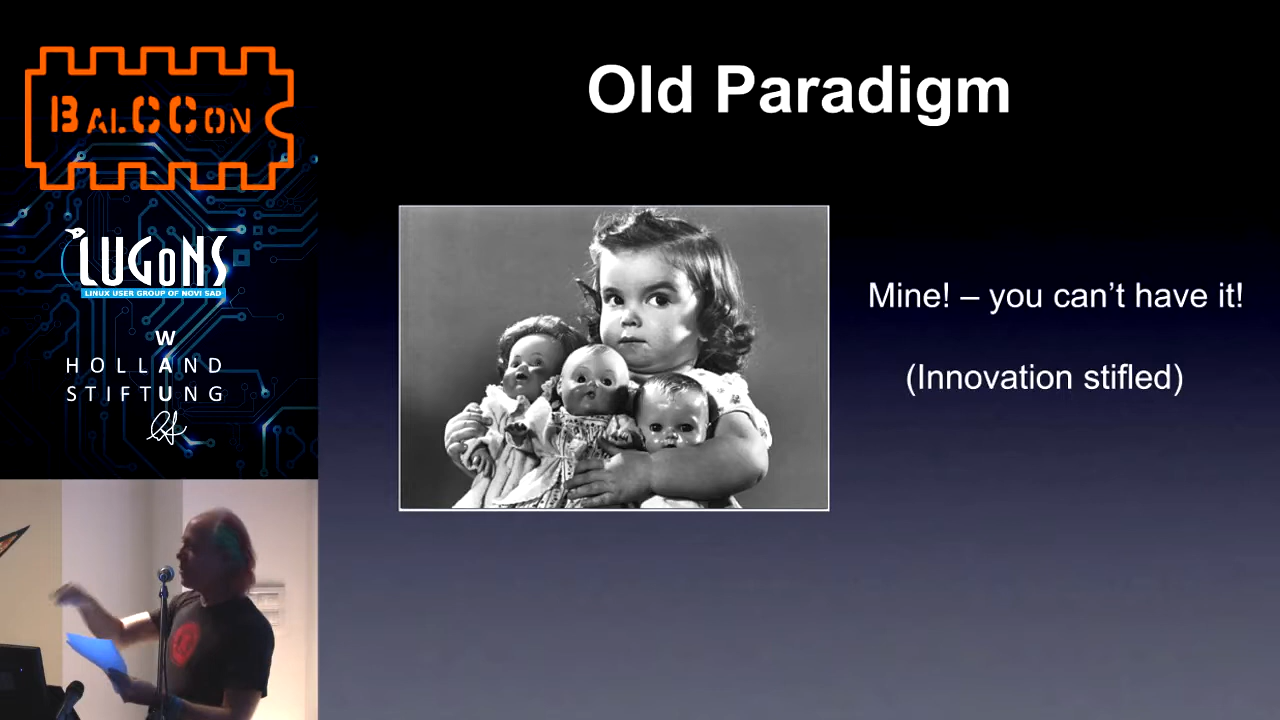 BALCCON
LUGoNS
LINUX USER GROUP OF NOVI SAD
W
HOLLAND
STIFTUNG
Old Paradigm
Mine! – you can’t have it!
(Innovation stifled)